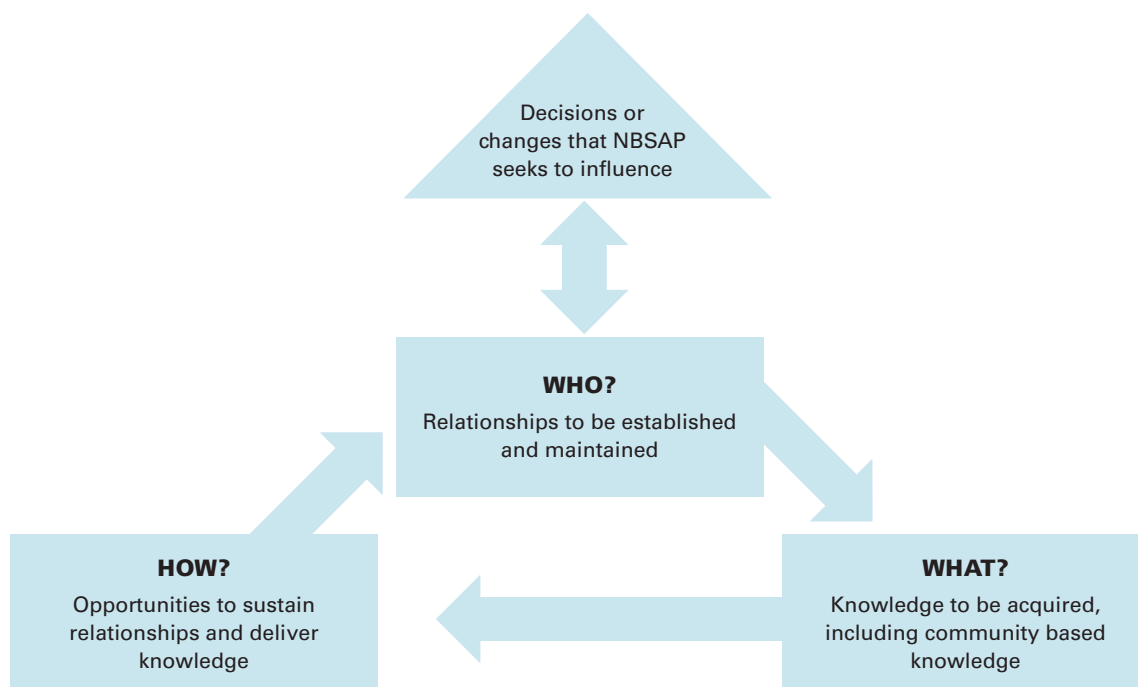 Decisions or
changes that NBSAP
seeks to influence
WHO?
Relationships to be established
and maintained
HOW?
Opportunities to sustain
relationships and deliver
knowledge
WHAT?
Knowledge to be acquired,
including community based
knowledge